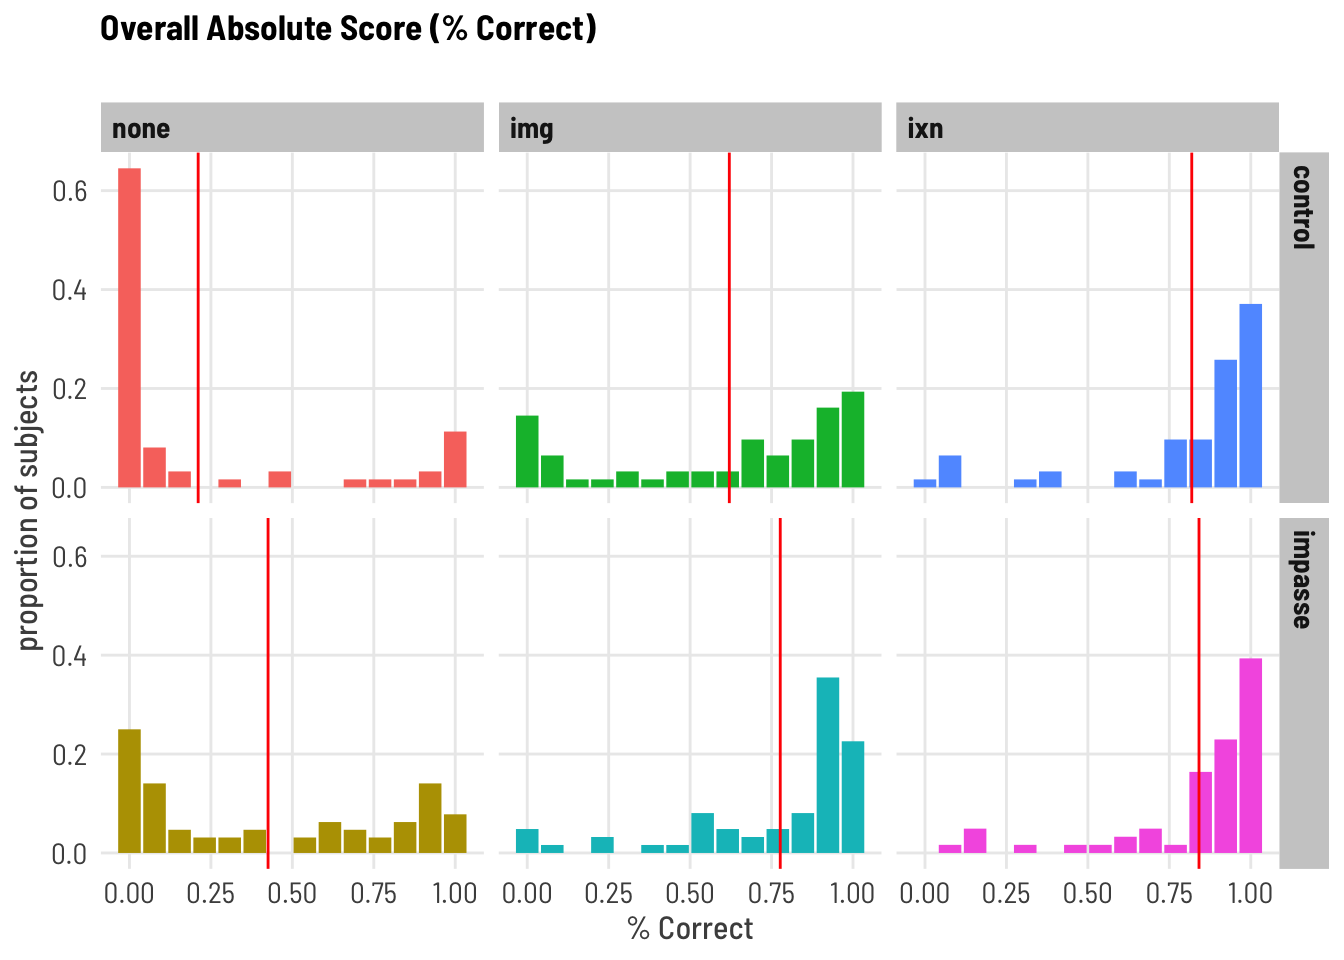 Overall Absolute Score (% Correct)
none
img
ixn
control
impasse
proportion of subjects
0.6
0.4
0.2
0.0
0.6
0.4
0.2
0.0
0.00 0.25 0.50 0.75 1.00
0.00 0.25 0.50 0.75 1.00
0.00 0.25 0.50 0.75 1.00
% Correct